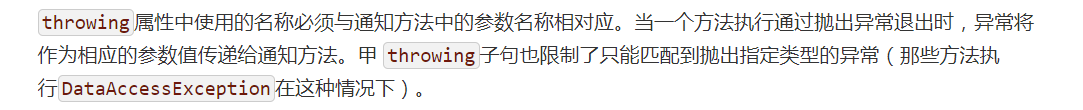 throwing属性中使用的名称必须与通知方法中的参数名称相对应。当一个方法执行通过抛出异常退出时，异常将
作为相应的参数值传递给通知方法。甲 throwing子句也限制了只能匹配到抛出指定类型的异常（那些方法执
行DataAccessException在这种情况下）。